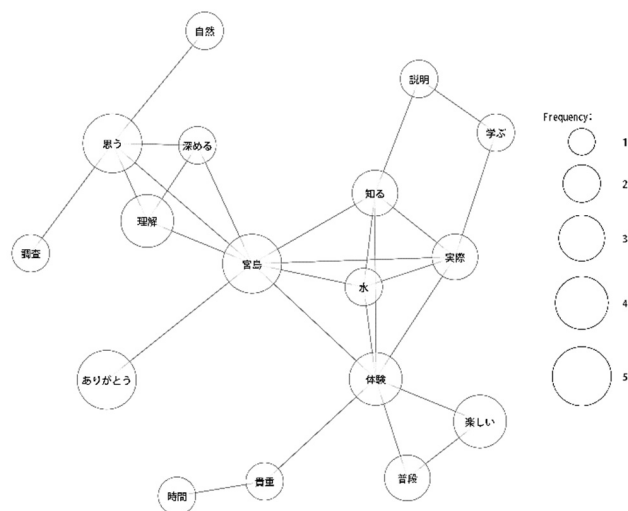 自然
説明
Frequency:
思う
深める
学ぶ
1
2
知る
理解
3
調査
宮島
実際
水
4
ありがとう
体験
5
楽しい
貴重
普段
時間